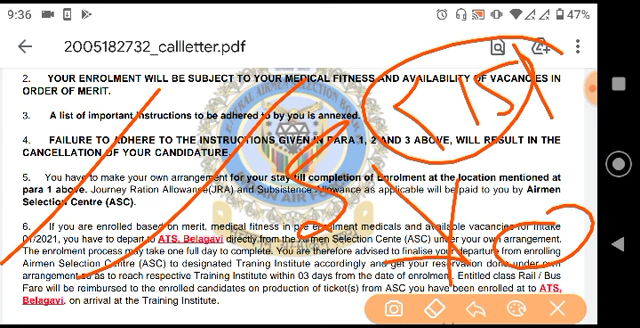 9:36
47%
2005182732_callletter.pdf
2. YOUR ENROLMENT WILL BE SUBJECT TO YOUR MEDICAL FITNESS AND AVAILABILITY OF VACANCIES IN
ORDER OF MERIT.
3. A list of important instructions to be adhered to by you is annexed.
4. FAILURE TO ADHERE TO THE INSTRUCTIONS GIVEN IN PARA 1, 2 AND 3 ABOVE, WILL RESULT IN THE
CANCELLATION OF YOUR CANDIDATURE.
5. You have to make your own arrangement for your stay till completion of Enrolment at the location mentioned at
para 1 above. Journey Ration Allowance(JRA) and Subsistence Allowance as applicable will be paid to you by Airmen
Selection Centre (ASC).
6. If you are enrolled based on merit, medical fitness in pre enrolment medicals and available vacancies for Intake
01/2021, you have to depart to ATS, Belagavi directly from the Airmen Selection Cente (ASC) under your own arrangement.
The enrolment process may take one full day to complete. You are therefore advised to finalise your departure from enrolling
Airmen Selection Centre (ASC) to designated Traning Institute accordingly and get your reservation done under own
arrangement so as to reach respective Training Institute within 03 days from the date of enrolment. Entitled class Rail / Bus
Fare will be reimbursed to the enrolled candidates on production of ticket(s) from ASC you have been enrolled at to ATS,
Belagavi, on arrival at the Training Institute.